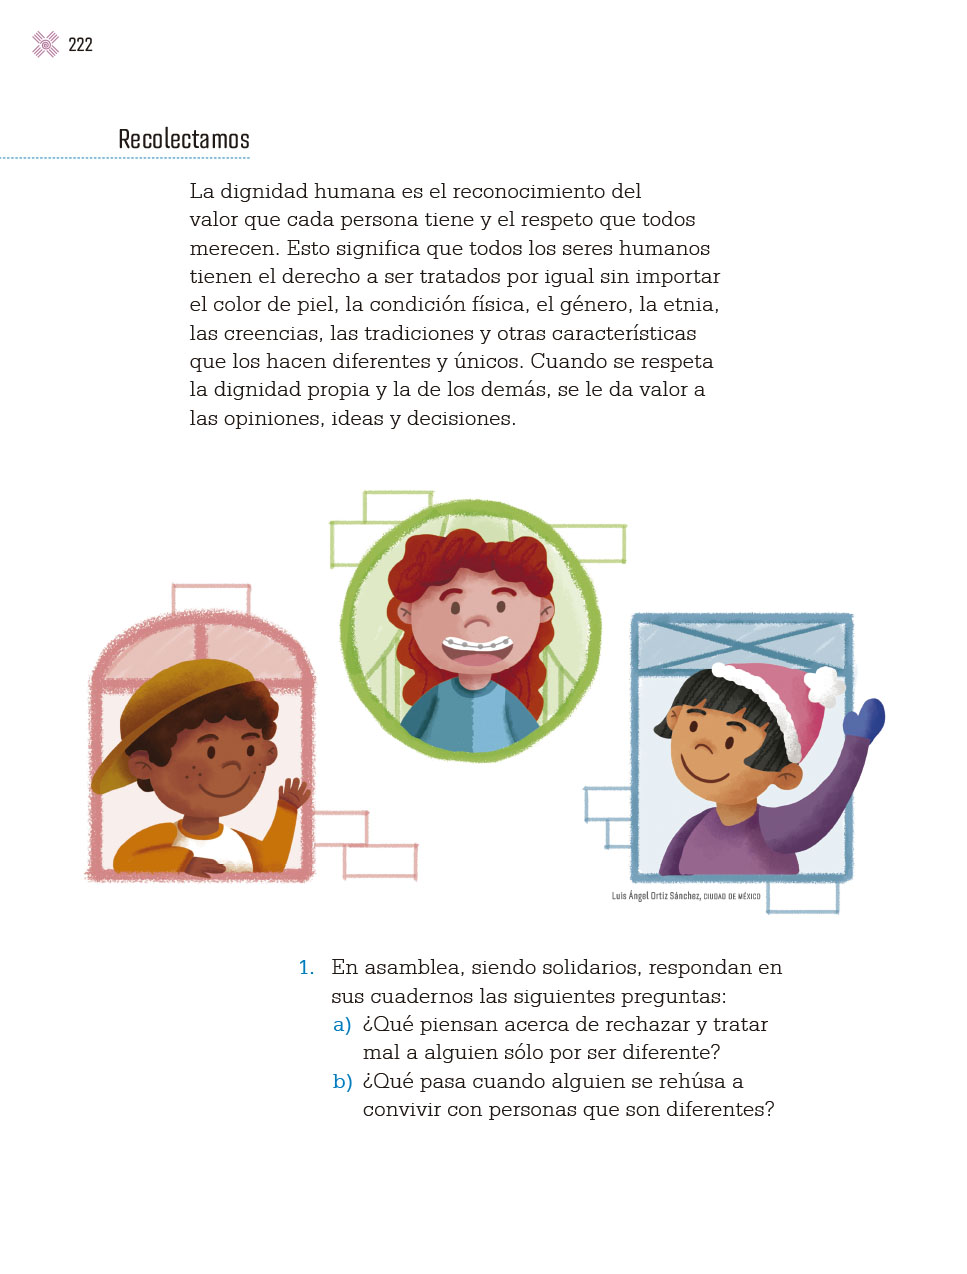 222
Recolectamos
La dignidad humana es el reconocimiento del
valor que cada persona tiene y el respeto que todos
merecen. Esto significa que todos los seres humanos
tienen el derecho a ser tratados por igual sin importar
el color de piel, la condición física, el género, la etnia,
las creencias, las tradiciones y otras características
que los hacen diferentes y únicos. Cuando se respeta
la dignidad propia y la de los demás, se le da valor a
las opiniones, ideas y decisiones.
Luis Ángel Ortiz Sánchez, CIUDAD DE MÉXICO
1. En asamblea, siendo solidarios, respondan en
sus cuadernos las siguientes preguntas:
a) ¿Qué piensan acerca de rechazar y tratar
mal a alguien sólo por ser diferente?
b) ¿Qué pasa cuando alguien se rehúsa a
convivir con personas que son diferentes?